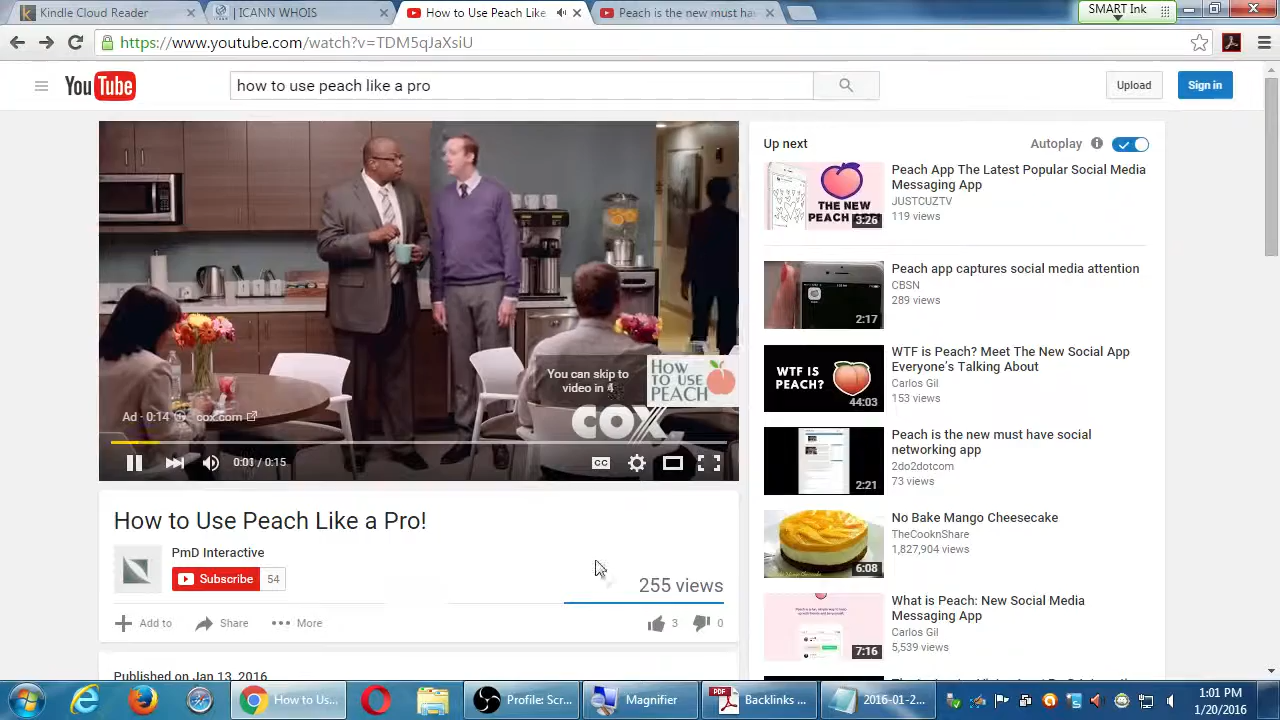 Kindle Cloud Reader
| ICANN WHOIS
How to Use Peach Like
Peach is the new must ha
SMART Ink
https://www.youtube.com/watch?v=TDM5qJaXsiU
YouTube
how to use peach like a pro
Upload
Sign in
You can skip to
video in 4
HOW
TO USE
PEACH
COX
Ad · 0:14
cox.com
0:01 / 0:15
CC
How to Use Peach Like a Pro!
PmD Interactive
Subscribe
54
255 views
Add to
Share
More
3
0
Published on Jan 13, 2016
Up next
Autoplay
THE NEW
PEACH
3:26
Peach App The Latest Popular Social Media
Messaging App
JUSTCUZTV
119 views
2:17
Peach app captures social media attention
CBSN
289 views
WTF IS
PEACH?
44:03
WTF is Peach? Meet The New Social App
Everyone's Talking About
Carlos Gil
153 views
2:21
Peach is the new must have social
networking app
2do2dotcom
73 views
6:08
No Bake Mango Cheesecake
TheCooknShare
1,827,904 views
7:16
What is Peach: New Social Media
Messaging App
Carlos Gil
5,539 views
How to Us...
Profile: Scr...
Magnifier
PDF
Backlinks ...
2016-01-2...
1:01 PM
1/20/2016